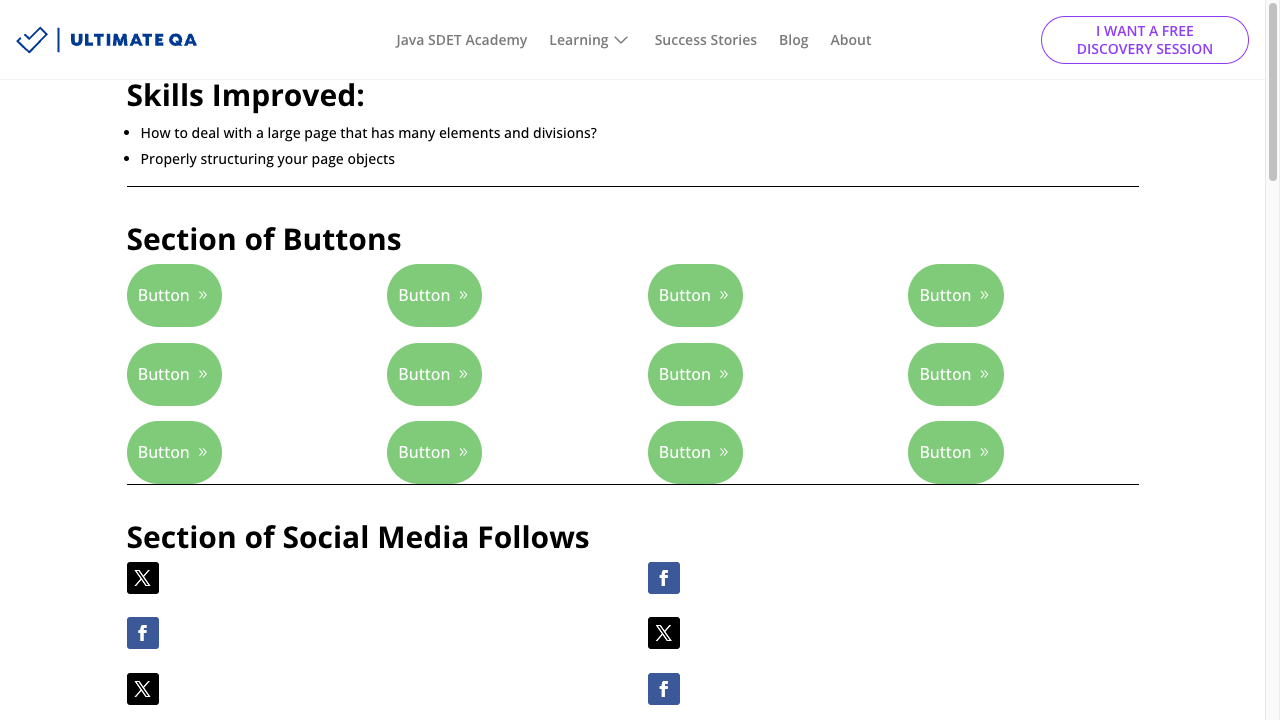 ULTIMATE QA
Java SDET Academy
Learning
Success Stories
Blog
About
I WANT A FREE
DISCOVERY SESSION
Skills Improved:
How to deal with a large page that has many elements and divisions?
Properly structuring your page objects
Section of Buttons
Button Button Button Button
Button Button Button Button
Button Button Button Button
Section of Social Media Follows